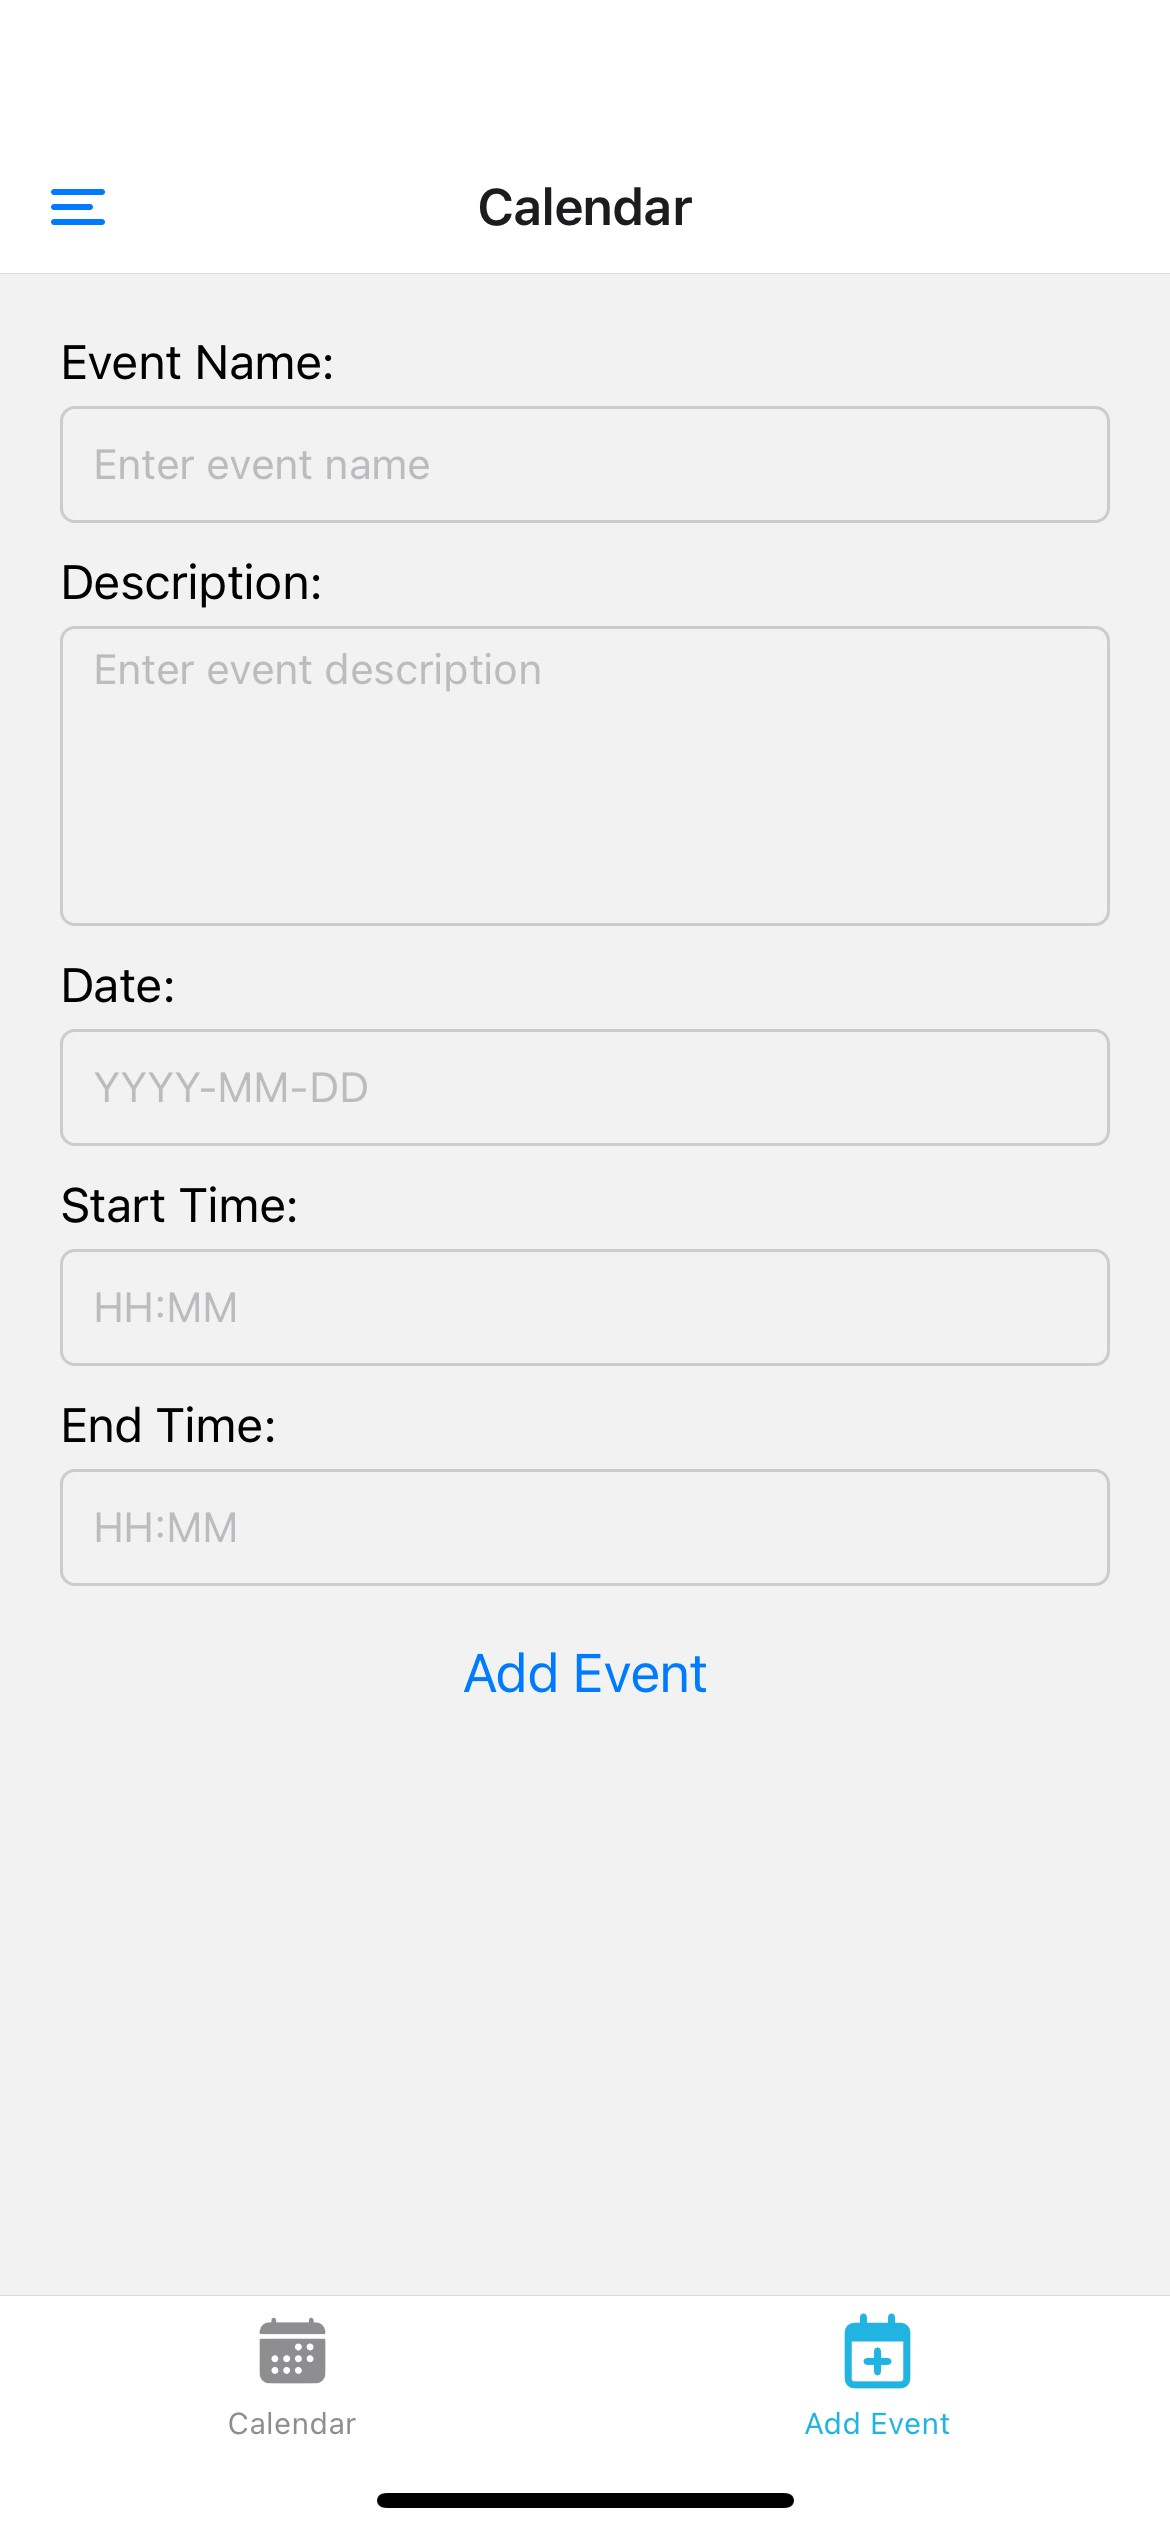 Calendar
Event Name:
Enter event name
Description:
Enter event description
Date:
YYYY-MM-DD
Start Time:
HH:MM
End Time:
HH:MM
Add Event
Calendar
Add Event